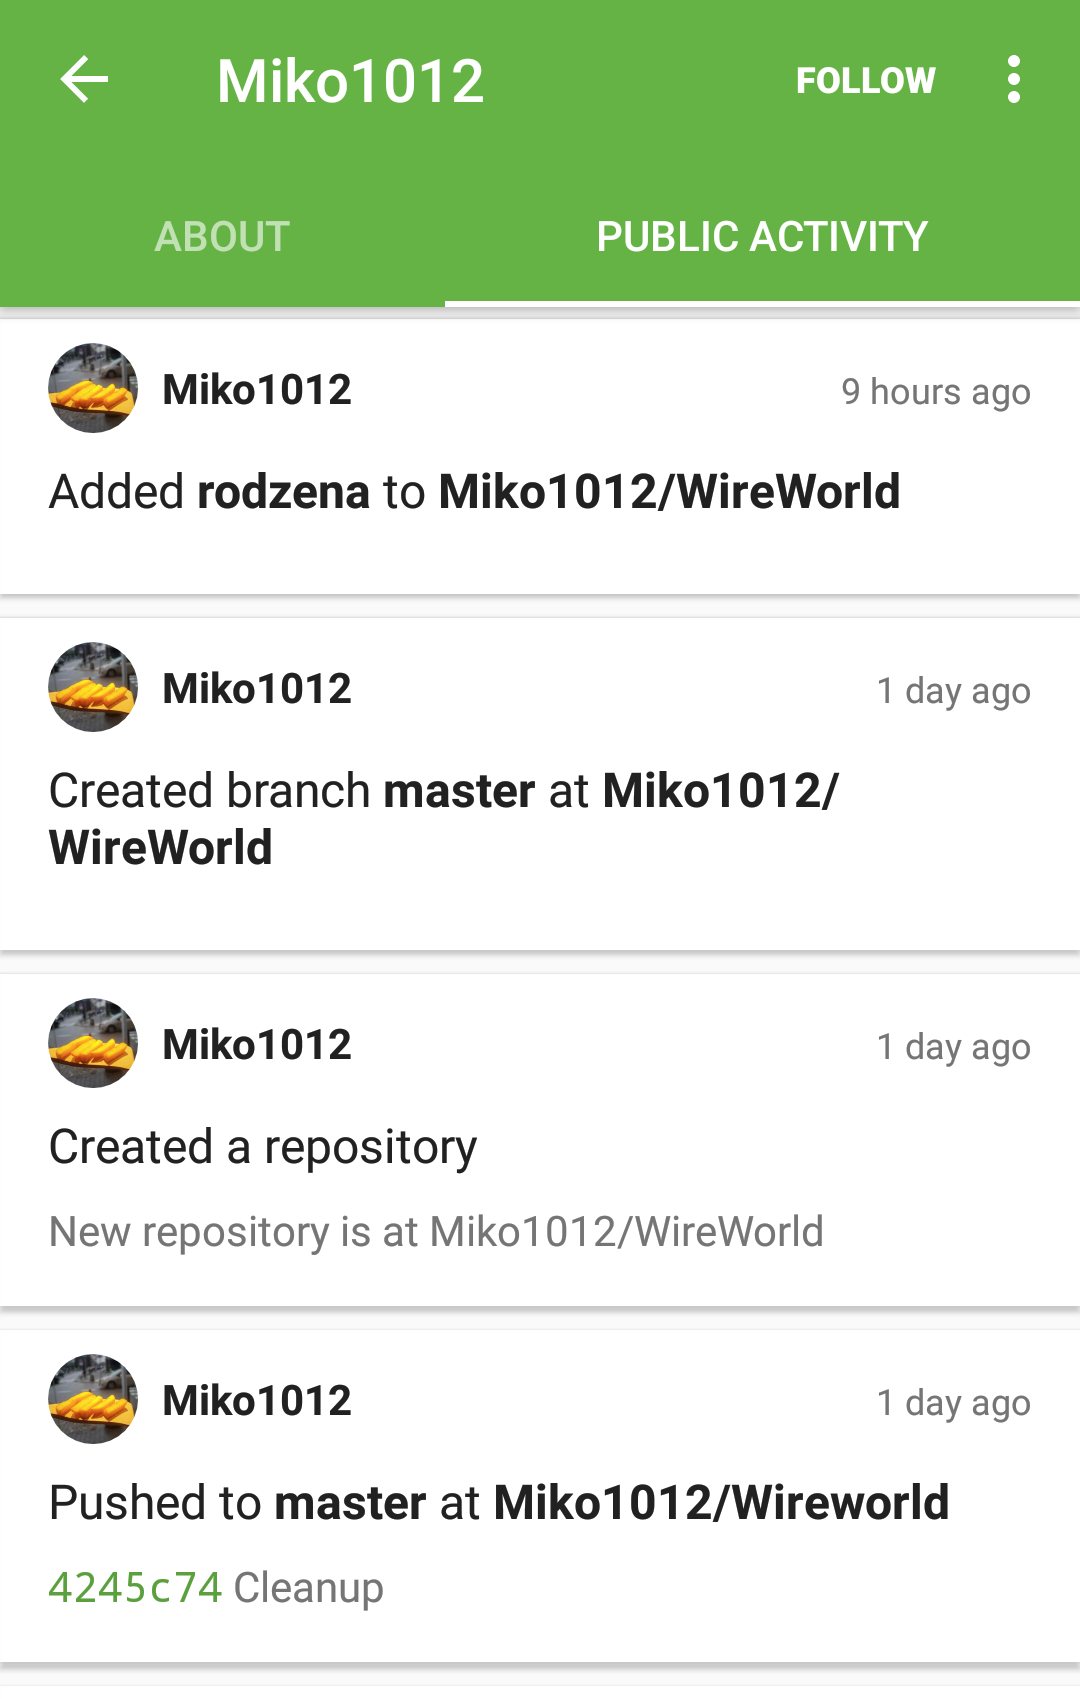 Miko1012 FOLLOW
ABOUT PUBLIC ACTIVITY
Miko1012 9 hours ago
Added rodzena to Miko1012/WireWorld
Miko1012 1 day ago
Created branch master at Miko1012/
WireWorld
Miko1012 1 day ago
Created a repository
New repository is at Miko1012/WireWorld
Miko1012 1 day ago
Pushed to master at Miko1012/Wireworld
4245c74 Cleanup